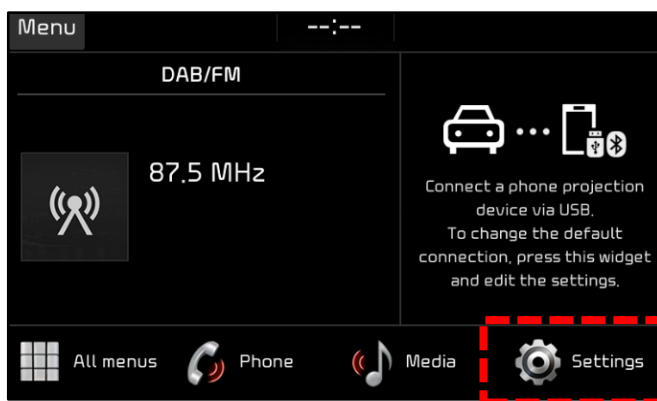 Menu
--:--
DAB/FM
87.5 MHz
Connect a phone projection
device via USB.
To change the default
connection, press this widget
and edit the settings.
All menus
Phone
Media
Settings